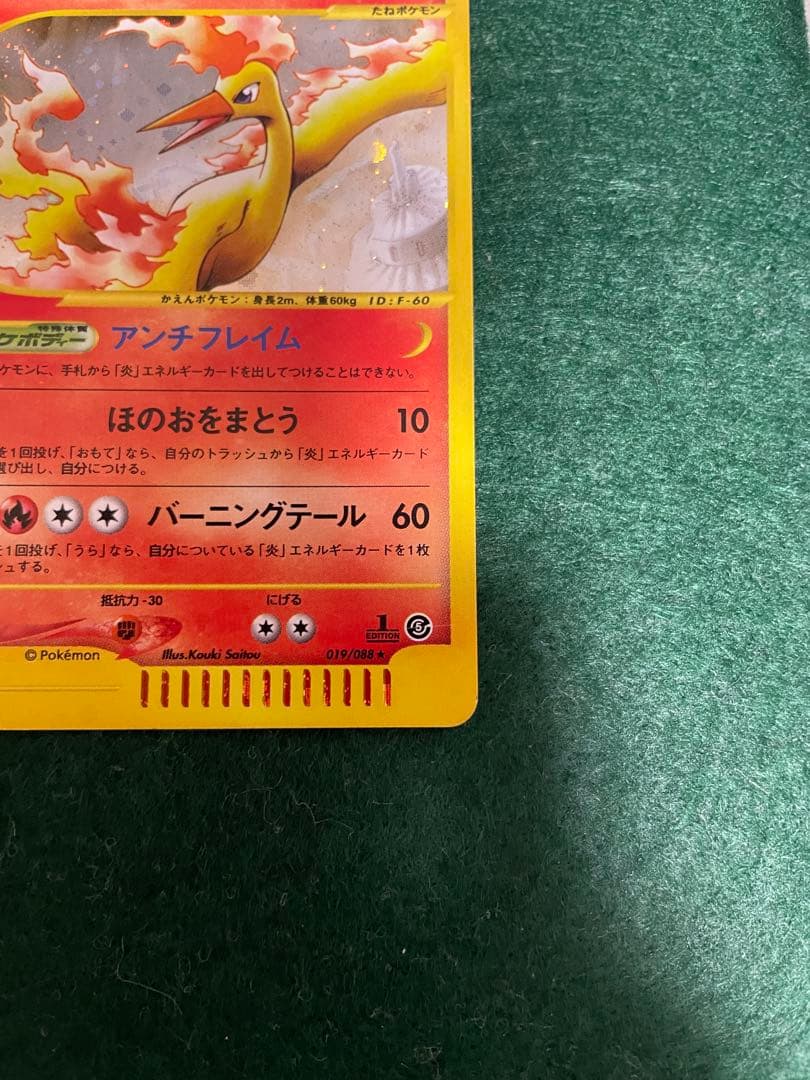 たねポケモン
かえんポケモン：身長2m、体重60kg ID：F-60
特殊体質
ケボディー アンチフレイム
ケモンに、手札から「炎」エネルギーカードを出してつけることはできない。
ほのおをまとう 10
を1回投げ、「おもて」なら、自分のトラッシュから「炎」エネルギーカード
選び出し、自分につける。
バーニングテール 60
を1回投げ、「うら」なら、自分についている「炎」エネルギーカードを1枚
シュする。
抵抗力-30 にげる
1
EDITION 5
©Pokémon Illus.Kouki Saitou 019/088★